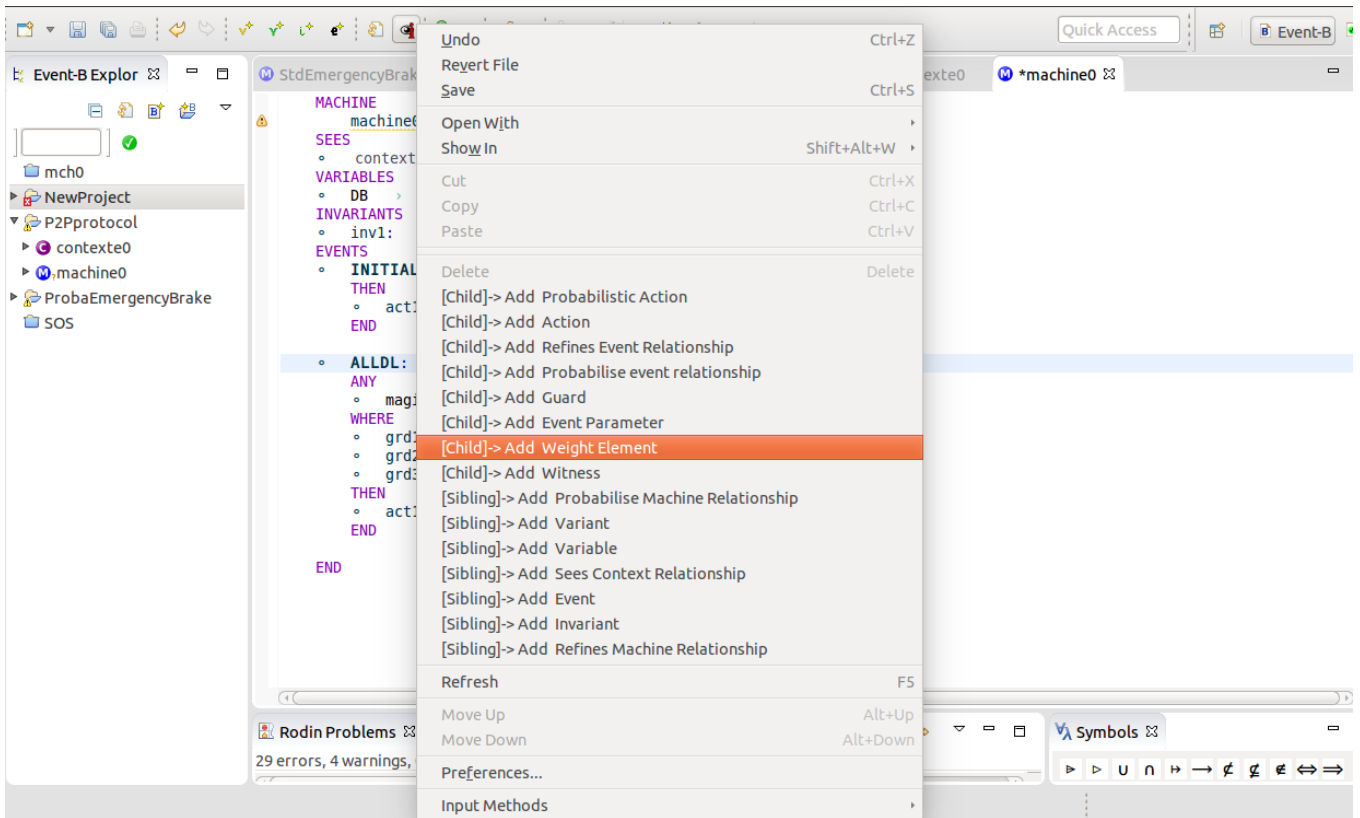 Quick Access
Event-B
Event-B Explor
mch0
NewProject
P2Pprotocol
contexte0
machine0
ProbaEmergencyBrake
SOS
StdEmergencyBrak
exte0
*machine0
MACHINE
machine0
SEES
context
VARIABLES
DB
INVARIANTS
inv1:
EVENTS
INITIAL
THEN
act1
END
ALLDL:
ANY
magi
WHERE
grd1
grd2
grd3
THEN
act1
END
END
Undo Ctrl+Z
Revert File
Save Ctrl+S
Open With
Show In Shift+Alt+W
Cut Ctrl+X
Copy Ctrl+C
Paste Ctrl+V
Delete Delete
[Child]-> Add Probabilistic Action
[Child]-> Add Action
[Child]-> Add Refines Event Relationship
[Child]-> Add Probabilise event relationship
[Child]-> Add Guard
[Child]-> Add Event Parameter
[Child]-> Add Weight Element
[Child]-> Add Witness
[Sibling]-> Add Probabilise Machine Relationship
[Sibling]-> Add Variant
[Sibling]-> Add Variable
[Sibling]-> Add Sees Context Relationship
[Sibling]-> Add Event
[Sibling]-> Add Invariant
[Sibling]-> Add Refines Machine Relationship
Refresh F5
Move Up Alt+Up
Move Down Alt+Down
Preferences...
Input Methods
Rodin Problems
29 errors, 4 warnings,
Symbols
⩥ ▷ ∪ ∩ ↦ → ⊄ ⊈ ∉ ⇔ ⇒